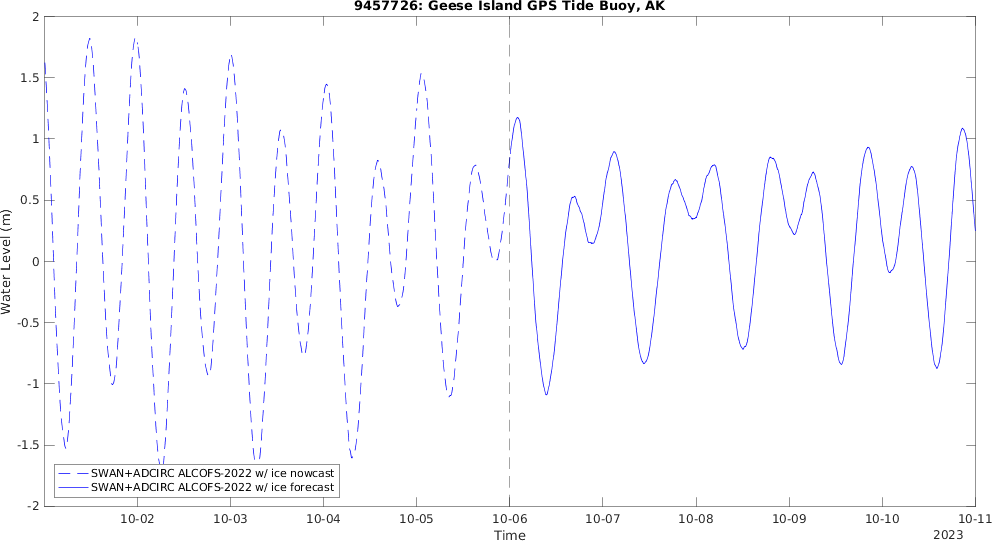 9457726: Geese Island GPS Tide Buoy, AK
Water Level (m)
2
1.5
1
0.5
0
-0.5
-1
-1.5
-2
SWAN+ADCIRC ALCOFS-2022 w/ ice nowcast
SWAN+ADCIRC ALCOFS-2022 w/ ice forecast
10-02 10-03 10-04 10-05 10-06 10-07 10-08 10-09 10-10 10-11
Time
2023